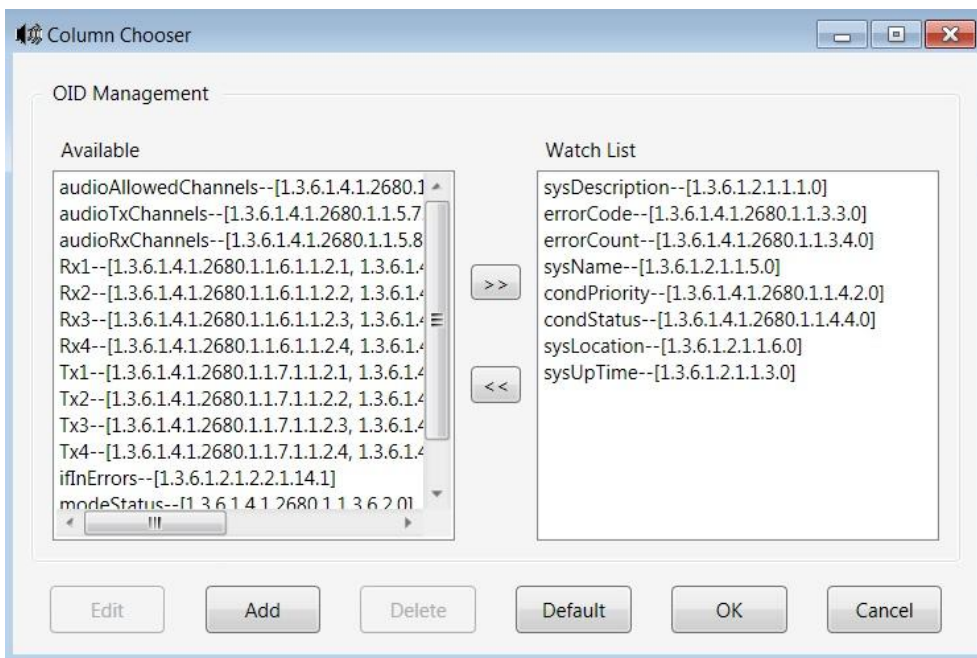 Column Chooser
OID Management
Available
audioAllowedChannels--[1.3.6.1.4.1.2680.1
audioTxChannels--[1.3.6.1.4.1.2680.1.1.5.7
audioRxChannels--[1.3.6.1.4.1.2680.1.1.5.8
Rx1--[1.3.6.1.4.1.2680.1.1.6.1.1.2.1, 1.3.6.1.4
Rx2--[1.3.6.1.4.1.2680.1.1.6.1.1.2.2, 1.3.6.1.4
Rx3--[1.3.6.1.4.1.2680.1.1.6.1.1.2.3, 1.3.6.1.4
Rx4--[1.3.6.1.4.1.2680.1.1.6.1.1.2.4, 1.3.6.1.4
Tx1--[1.3.6.1.4.1.2680.1.1.7.1.1.2.1, 1.3.6.1.4
Tx2--[1.3.6.1.4.1.2680.1.1.7.1.1.2.2, 1.3.6.1.4
Tx3--[1.3.6.1.4.1.2680.1.1.7.1.1.2.3, 1.3.6.1.4
Tx4--[1.3.6.1.4.1.2680.1.1.7.1.1.2.4, 1.3.6.1.4
ifInErrors--[1.3.6.1.2.1.2.2.1.14.1]
modeStatus--[1.3.6.1.4.1.2680.1.1.3.6.2.0]
>>
<<
Watch List
sysDescription--[1.3.6.1.2.1.1.1.0]
errorCode--[1.3.6.1.4.1.2680.1.1.3.3.0]
errorCount--[1.3.6.1.4.1.2680.1.1.3.4.0]
sysName--[1.3.6.1.2.1.1.5.0]
condPriority--[1.3.6.1.4.1.2680.1.1.4.2.0]
condStatus--[1.3.6.1.4.1.2680.1.1.4.4.0]
sysLocation--[1.3.6.1.2.1.1.6.0]
sysUpTime--[1.3.6.1.2.1.1.3.0]
Edit
Add
Delete
Default
OK
Cancel